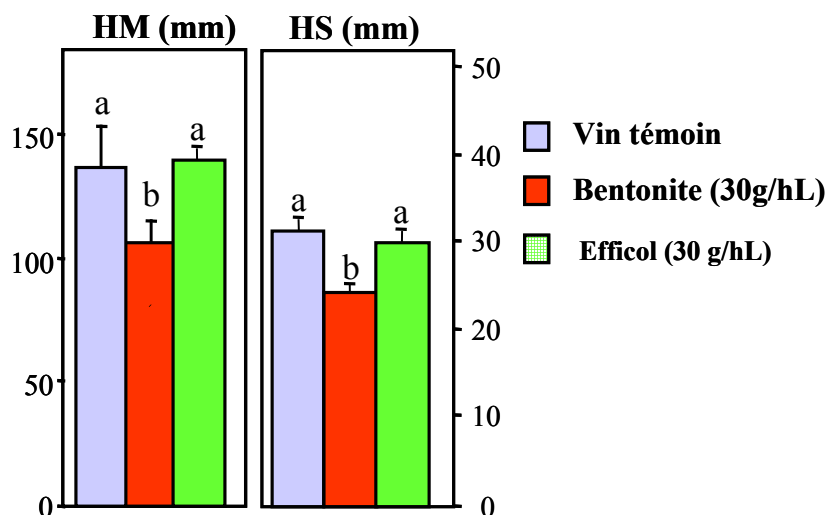 HM (mm)
HS (mm)
150
100
50
0
a
b
a
a
b
a
50
40
30
20
10
0
Vin témoin
Bentonite (30g/hL)
Efficol (30 g/hL)